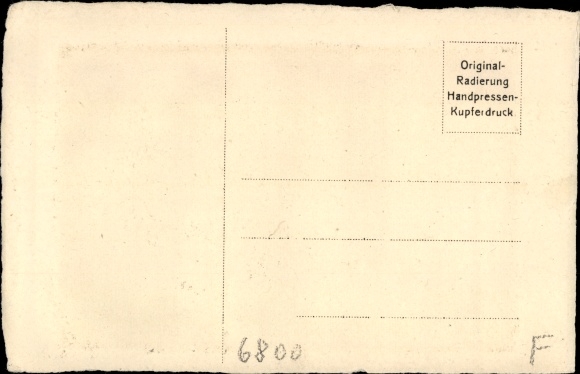 Original-
Radierung
Handpressen-
Kupferdruck
6800
F